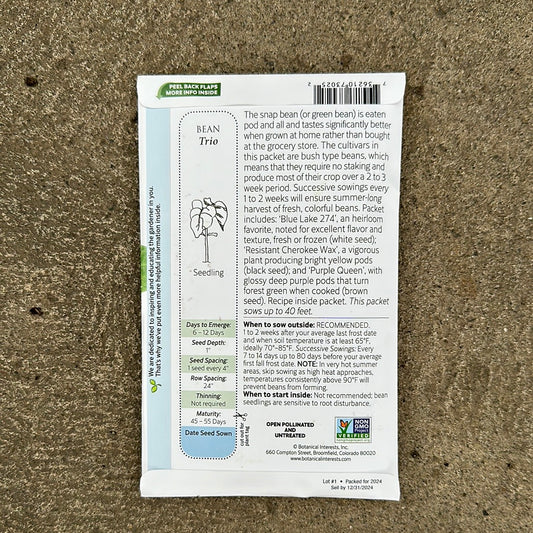 PEEL BACK FLAPS
MORE INFO INSIDE
7 36210 73025 2
We are dedicated to inspiring and educating the gardener in you.
That's why we've put even more helpful information inside.
BEAN
Trio
Seedling
Days to Emerge:
6 – 12 Days
Seed Depth:
1"
Seed Spacing:
1 seed every 4"
Row Spacing:
24"
Thinning:
Not required
Maturity:
45 – 55 Days
Date Seed Sown
cut out for
plant tag
The snap bean (or green bean) is eaten
pod and all and tastes significantly better
when grown at home rather than bought
at the grocery store. The cultivars in
this packet are bush type beans, which
means that they require no staking and
produce most of their crop over a 2 to 3
week period. Successive sowings every
1 to 2 weeks will ensure summer-long
harvest of fresh, colorful beans. Packet
includes: 'Blue Lake 274', an heirloom
favorite, noted for excellent flavor and
texture, fresh or frozen (white seed);
'Resistant Cherokee Wax', a vigorous
plant producing bright yellow pods
(black seed); and 'Purple Queen', with
glossy deep purple pods that turn
forest green when cooked (brown
seed). Recipe inside packet. This packet
sows up to 40 feet.
When to sow outside: RECOMMENDED.
1 to 2 weeks after your average last frost date
and when soil temperature is at least 65°F,
ideally 70°–85°F. Successive Sowings: Every
7 to 14 days up to 80 days before your average
first fall frost date. NOTE: In very hot summer
areas, skip sowing as high heat approaches,
temperatures consistently above 90°F will
prevent beans from forming.
When to start inside: Not recommended; bean
seedlings are sensitive to root disturbance.
OPEN POLLINATED
AND
UNTREATED
NON
GMO
Project
VERIFIED
nongmoproject.org
© Botanical Interests, Inc.
660 Compton Street, Broomfield, Colorado 80020
www.botanicalinterests.com
Lot #1 • Packed for 2024
Sell by 12/31/2024